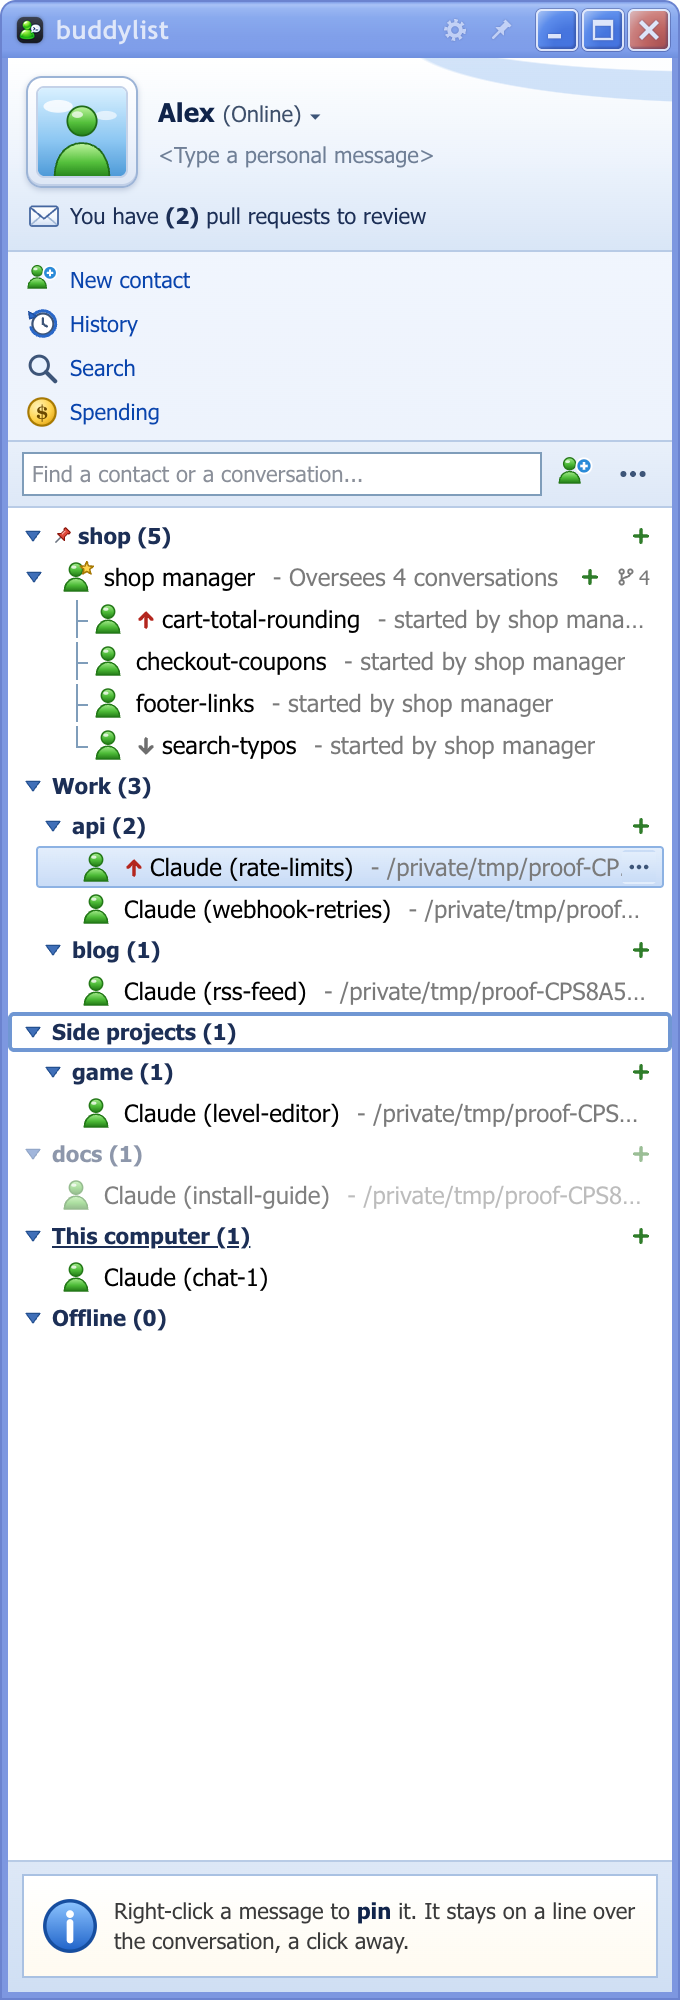 buddylist
Alex (Online)
<Type a personal message>
You have (2) pull requests to review
New contact
History
Search
Spending
Find a contact or a conversation...
shop (5)
shop manager - Oversees 4 conversations 4
cart-total-rounding - started by shop mana...
checkout-coupons - started by shop manager
footer-links - started by shop manager
search-typos - started by shop manager
Work (3)
api (2)
Claude (rate-limits) - /private/tmp/proof-CP
Claude (webhook-retries) - /private/tmp/proof...
blog (1)
Claude (rss-feed) - /private/tmp/proof-CPS8A5...
Side projects (1)
game (1)
Claude (level-editor) - /private/tmp/proof-CPS...
docs (1)
Claude (install-guide) - /private/tmp/proof-CPS8...
This computer (1)
Claude (chat-1)
Offline (0)
Right-click a message to pin it. It stays on a line over
the conversation, a click away.